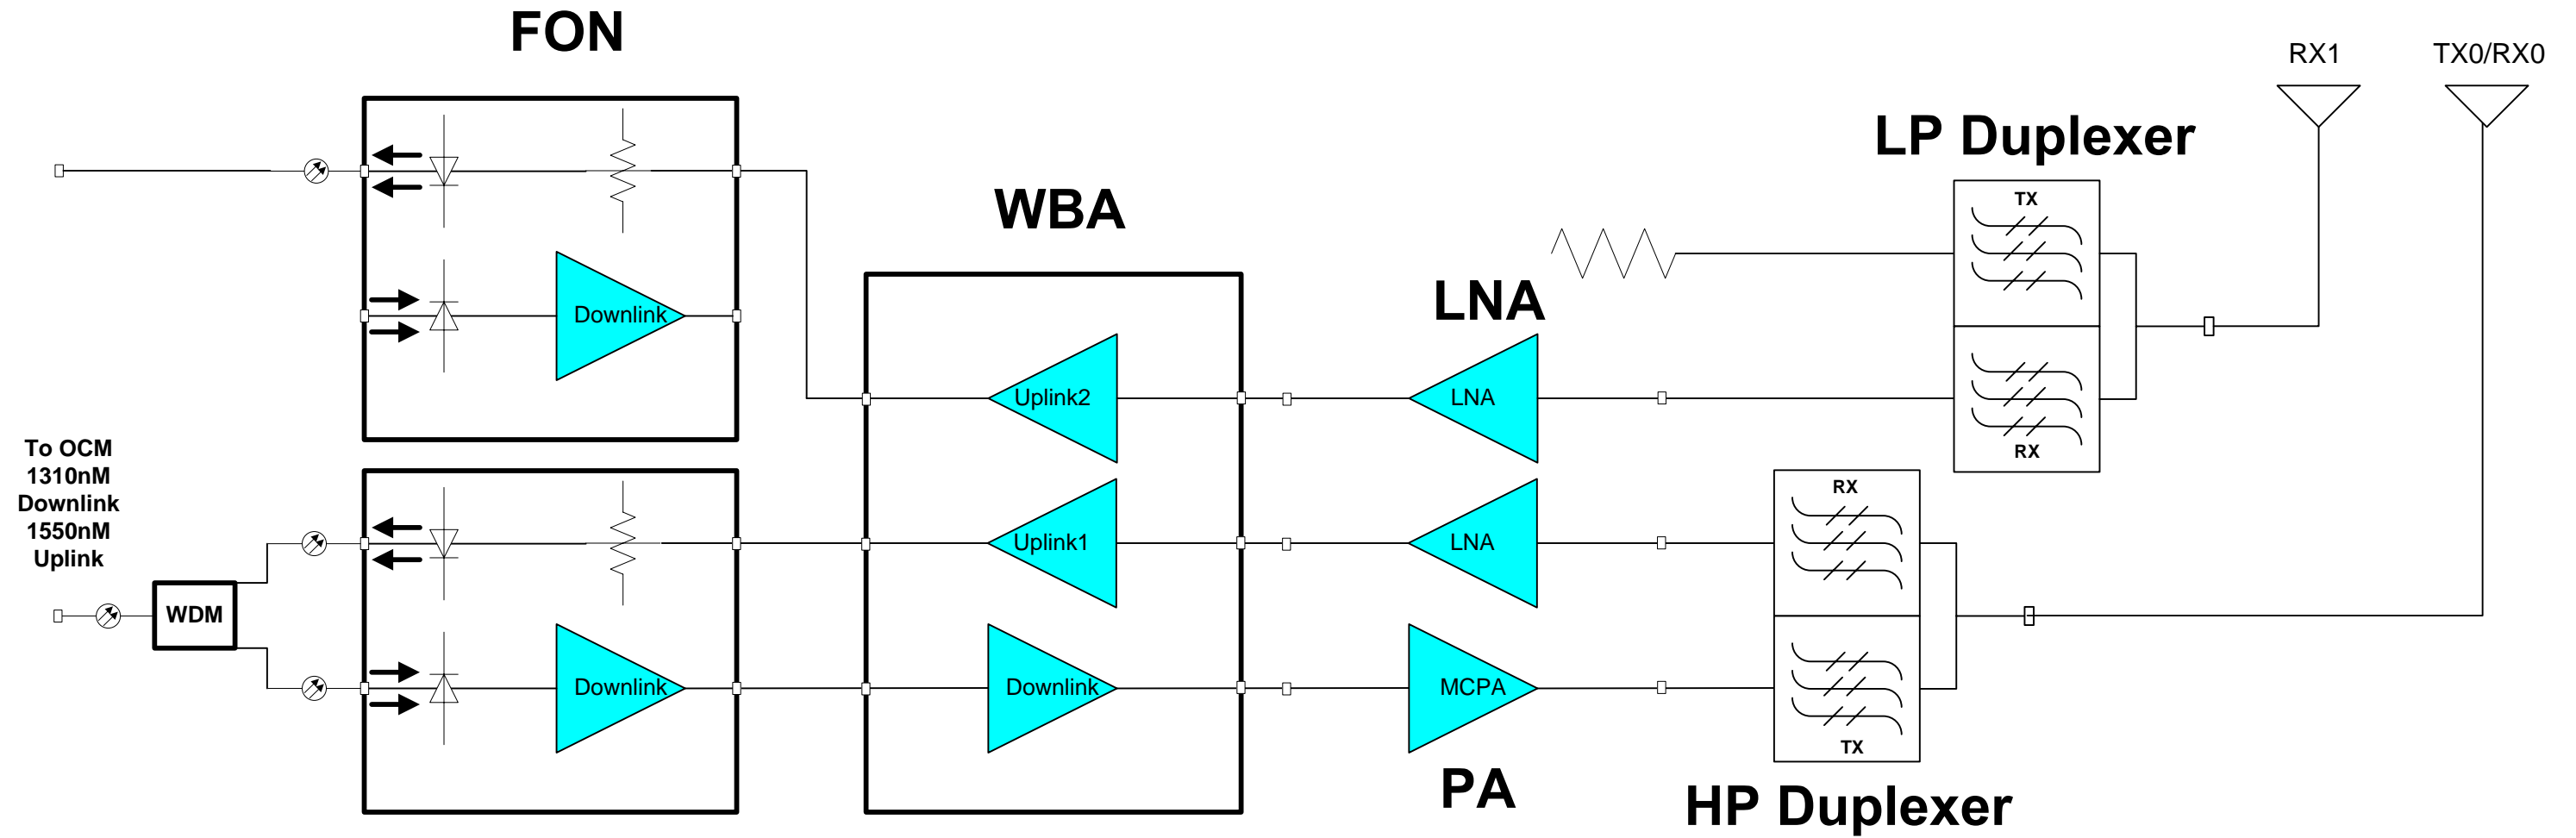 FON
RX1
TX0/RX0
LP Duplexer
TX
WBA
LNA
Downlink
Uplink2
LNA
RX
To OCM
1310nM
Downlink
1550nM
Uplink
RX
Uplink1
LNA
WDM
Downlink
Downlink
MCPA
TX
PA
HP Duplexer